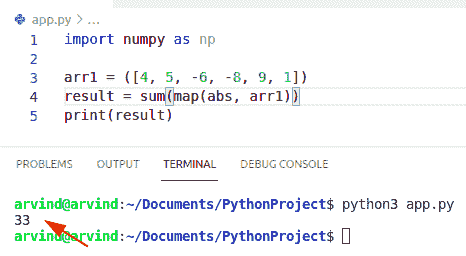 app.py > ...
1 import numpy as np
2
3 arr1 = ([4, 5, -6, -8, 9, 1])
4 result = sum(map(abs, arr1))
5 print(result)
PROBLEMS OUTPUT TERMINAL DEBUG CONSOLE
arvind@arvind:~/Documents/PythonProject$ python3 app.py
33
arvind@arvind:~/Documents/PythonProject$